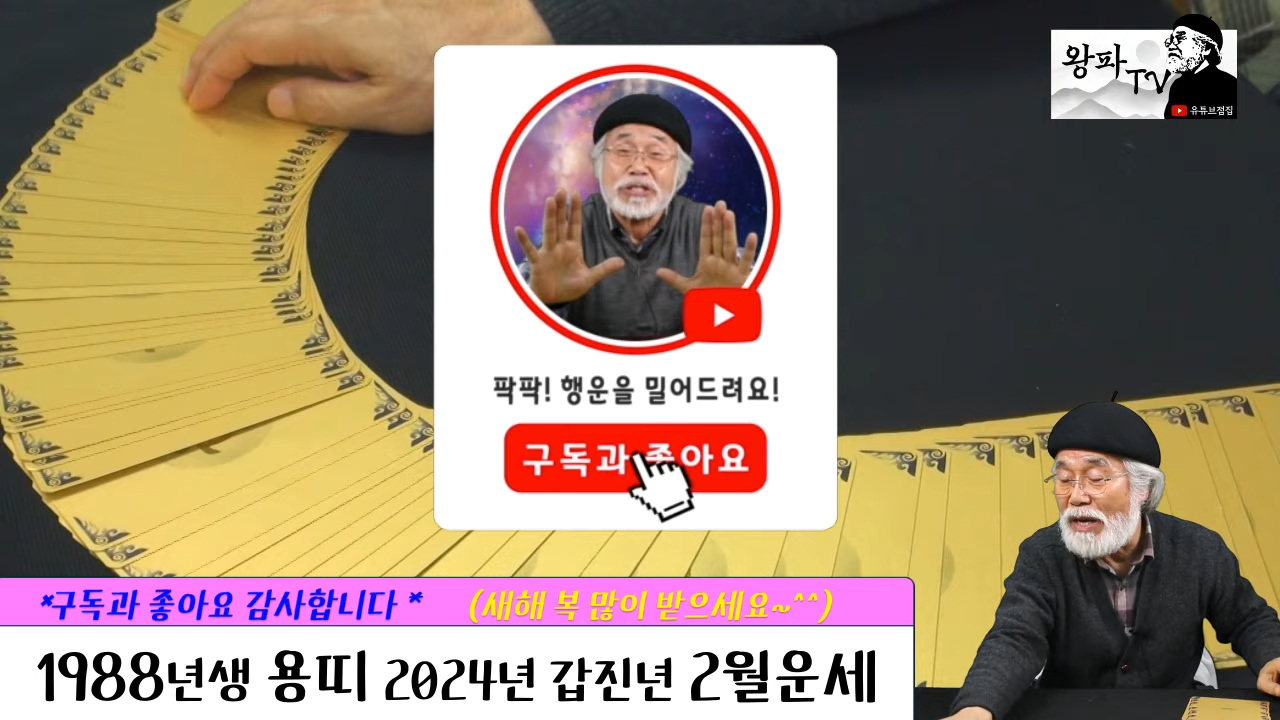 왕파TV
유튜브점집
팍팍! 행운을 밀어드려요!
구독과 좋아요
*구독과 좋아요 감사합니다 * (새해 복 많이 받으세요~^^)
1988년생 용띠 2024년 갑진년 2월운세